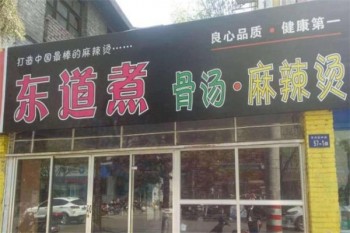 打造中国最棒的麻辣烫……
良心品质·健康第一
东道煮 骨汤·麻辣烫